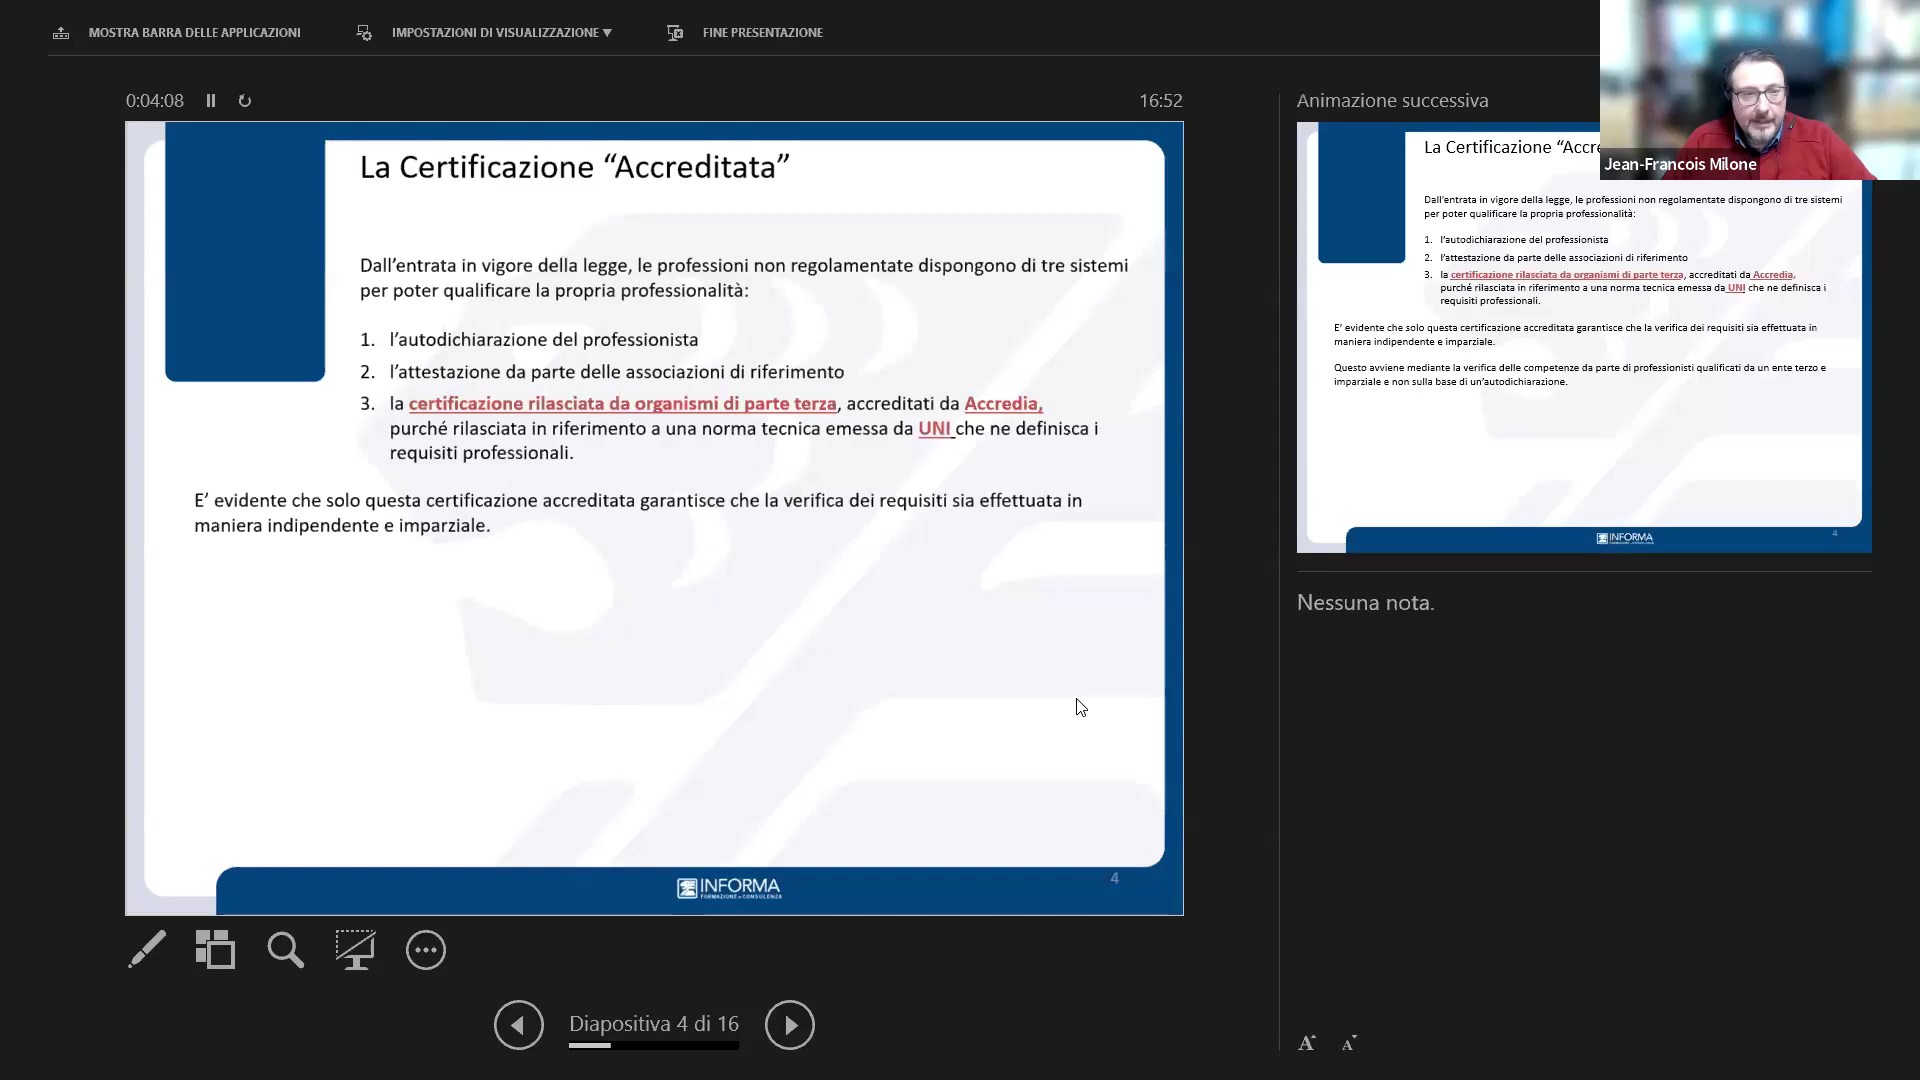 MOSTRA BARRA DELLE APPLICAZIONI
IMPOSTAZIONI DI VISUALIZZAZIONE ▼
FINE PRESENTAZIONE
0:04:08
16:52
La Certificazione “Accreditata”
Dall’entrata in vigore della legge, le professioni non regolamentate dispongono di tre sistemi
per poter qualificare la propria professionalità:
1. l’autodichiarazione del professionista
2. l’attestazione da parte delle associazioni di riferimento
3. la certificazione rilasciata da organismi di parte terza, accreditati da Accredia,
purché rilasciata in riferimento a una norma tecnica emessa da UNI che ne definisca i
requisiti professionali.
E’ evidente che solo questa certificazione accreditata garantisce che la verifica dei requisiti sia effettuata in
maniera indipendente e imparziale.
INFORMA
FORMAZIONE E CONSULENZA
4
Diapositiva 4 di 16
Animazione successiva
Jean-Francois Milone
La Certificazione “Accre
Dall’entrata in vigore della legge, le professioni non regolamentate dispongono di tre sistemi
per poter qualificare la propria professionalità:
1. l’autodichiarazione del professionista
2. l’attestazione da parte delle associazioni di riferimento
3. la certificazione rilasciata da organismi di parte terza, accreditati da Accredia,
purché rilasciata in riferimento a una norma tecnica emessa da UNI che ne definisca i
requisiti professionali.
E’ evidente che solo questa certificazione accreditata garantisce che la verifica dei requisiti sia effettuata in
maniera indipendente e imparziale.
Questo avviene mediante la verifica delle competenze da parte di professionisti qualificati da un ente terzo e
imparziale e non sulla base di un’autodichiarazione.
INFORMA
4
Nessuna nota.
A A